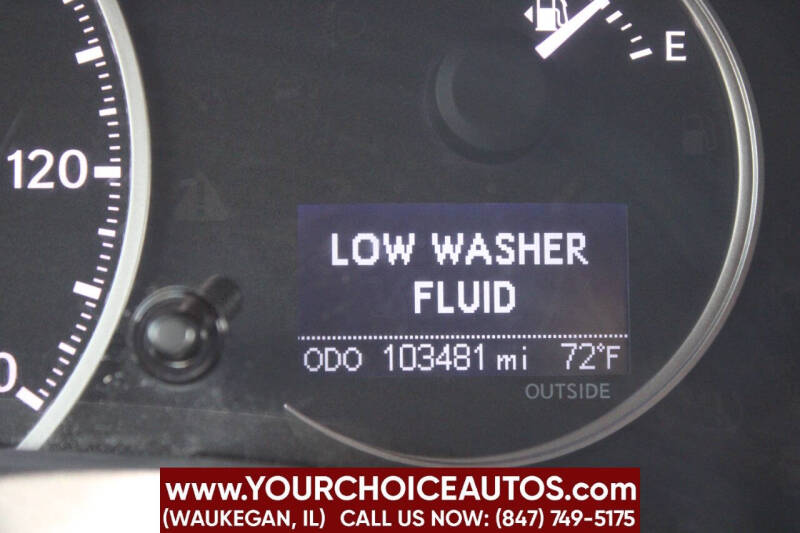 E
120
0
LOW WASHER
FLUID
ODO 103481 mi 72°F
OUTSIDE
www.YOURCHOICEAUTOS.com
(WAUKEGAN, IL) CALL US NOW: (847) 749-5175